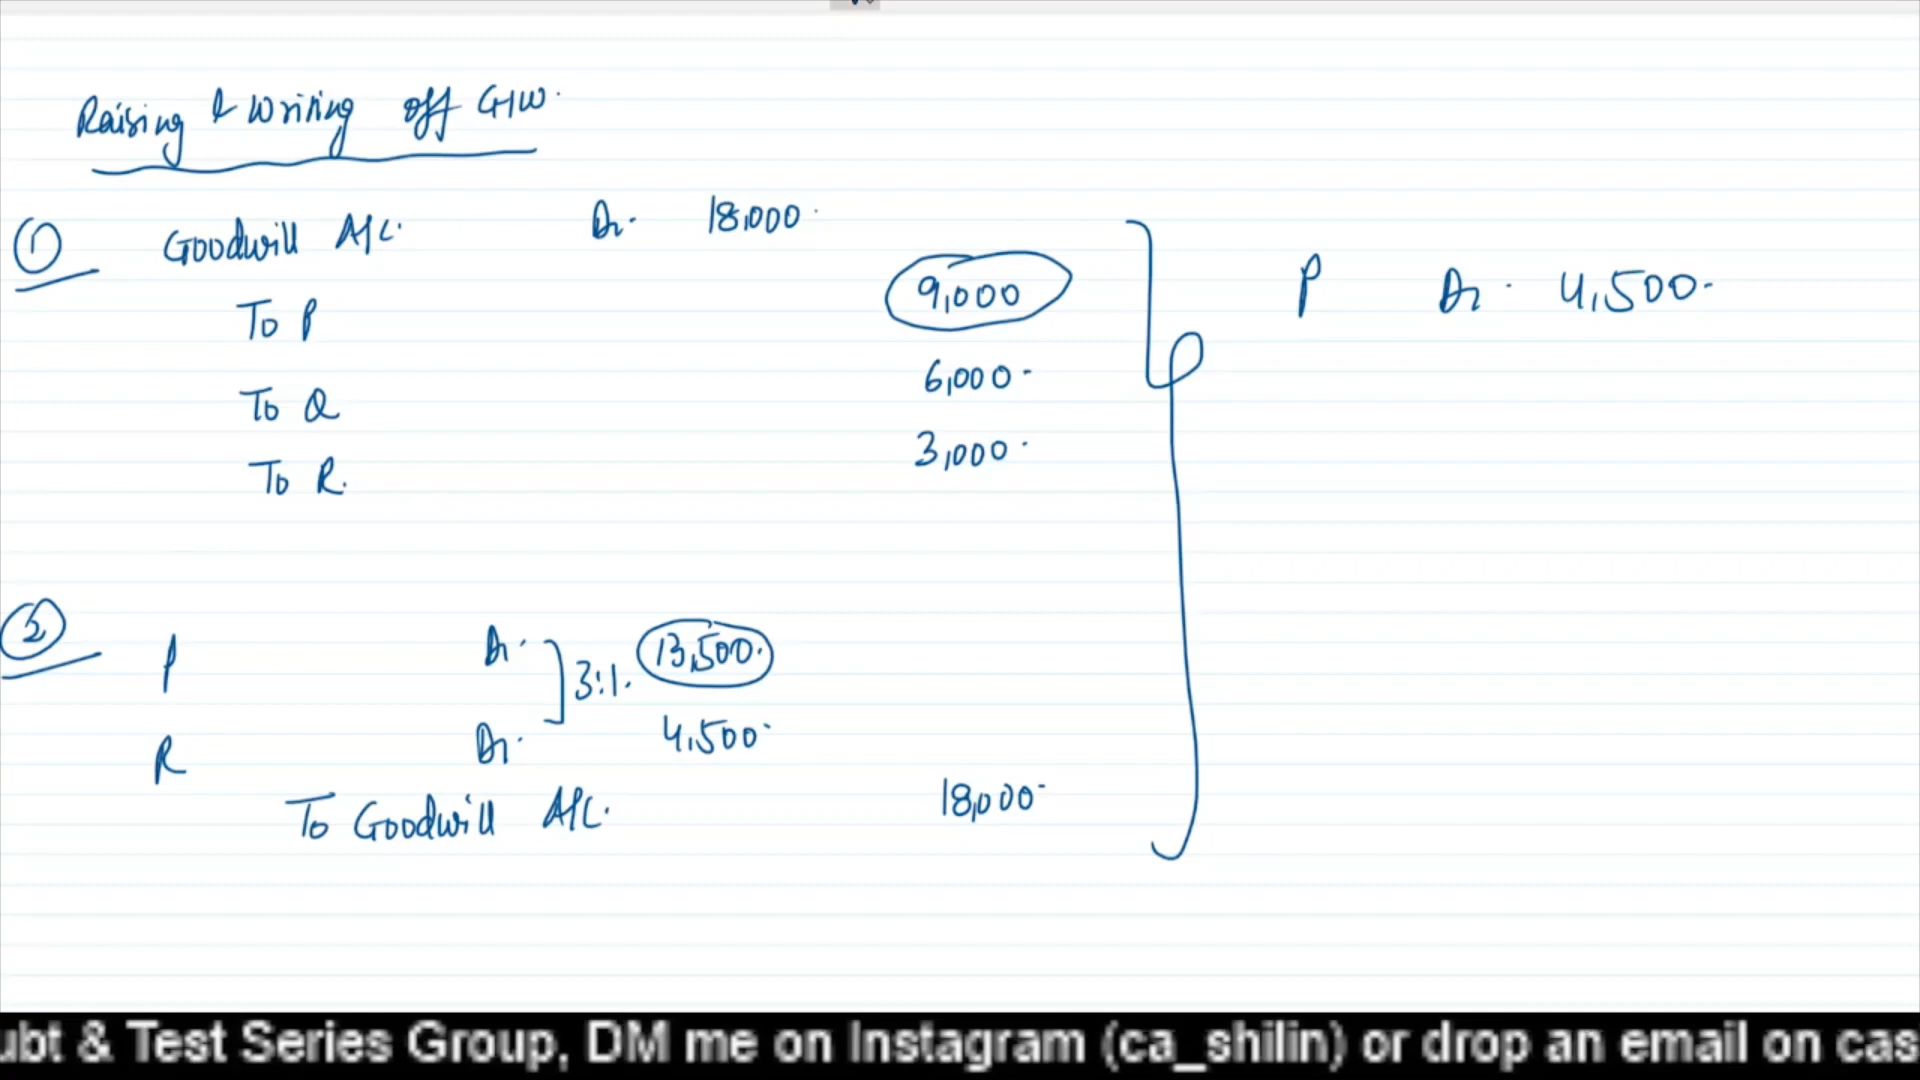 Raising & Writing off G/W.
① Goodwill A/c. Dr. 18,000.
To P 9,000
To Q 6,000.
To R. 3,000.
P Dr. 4,500.
② P Dr. 3:1. 13,500.
R Dr. 4,500.
To Goodwill A/c. 18,000.
ubt & Test Series Group, DM me on Instagram (ca_shilin) or drop an email on cas